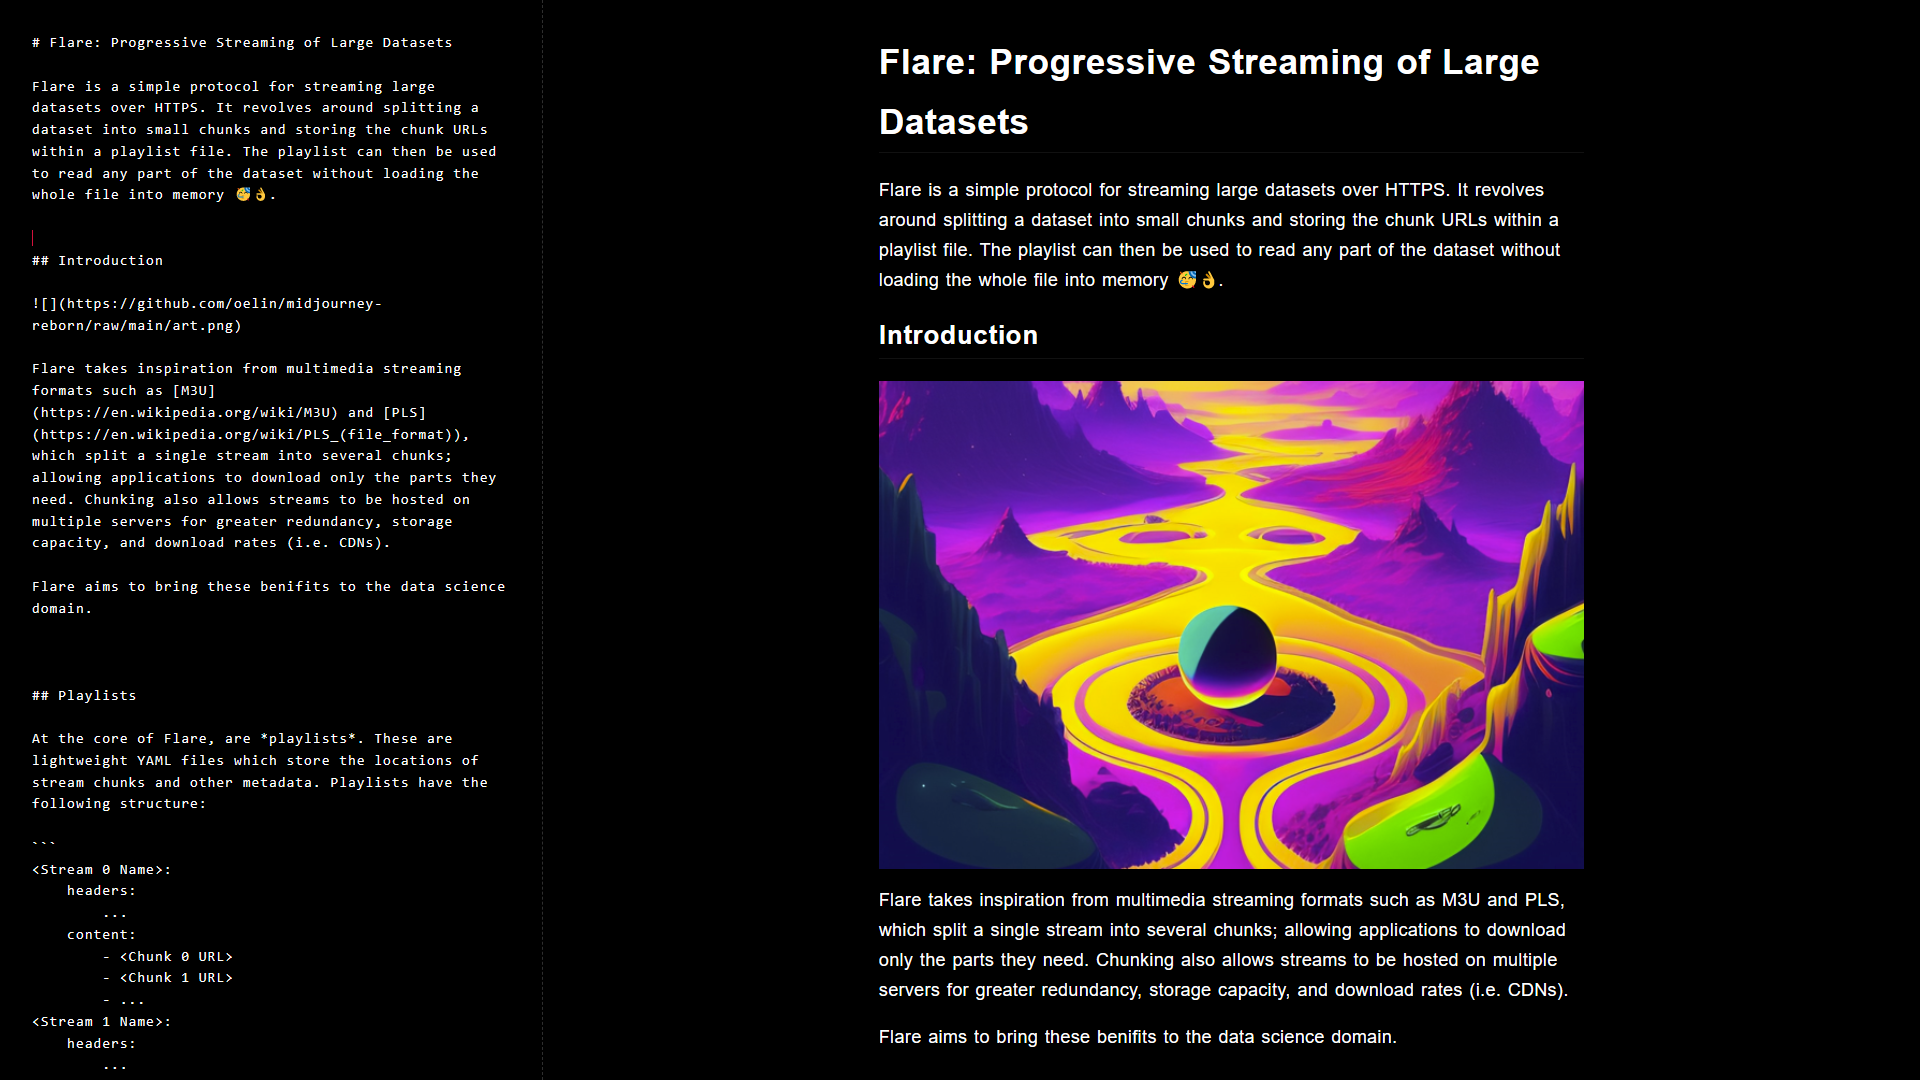 # Flare: Progressive Streaming of Large Datasets
Flare is a simple protocol for streaming large
datasets over HTTPS. It revolves around splitting a
dataset into small chunks and storing the chunk URLs
within a playlist file. The playlist can then be used
to read any part of the dataset without loading the
whole file into memory 🥳👌.
## Introduction
![](https://github.com/oelin/midjourney-
reborn/raw/main/art.png)
Flare takes inspiration from multimedia streaming
formats such as [M3U]
(https://en.wikipedia.org/wiki/M3U) and [PLS]
(https://en.wikipedia.org/wiki/PLS_(file_format)),
which split a single stream into several chunks;
allowing applications to download only the parts they
need. Chunking also allows streams to be hosted on
multiple servers for greater redundancy, storage
capacity, and download rates (i.e. CDNs).
Flare aims to bring these benifits to the data science
domain.
## Playlists
At the core of Flare, are *playlists*. These are
lightweight YAML files which store the locations of
stream chunks and other metadata. Playlists have the
following structure:
```
<Stream 0 Name>:
    headers:
        ...
    content:
        - <Chunk 0 URL>
        - <Chunk 1 URL>
        - ...
<Stream 1 Name>:
    headers:
        ...
Flare: Progressive Streaming of Large
Datasets
Flare is a simple protocol for streaming large datasets over HTTPS. It revolves
around splitting a dataset into small chunks and storing the chunk URLs within a
playlist file. The playlist can then be used to read any part of the dataset without
loading the whole file into memory 🥳👌.
Introduction
Flare takes inspiration from multimedia streaming formats such as M3U and PLS,
which split a single stream into several chunks; allowing applications to download
only the parts they need. Chunking also allows streams to be hosted on multiple
servers for greater redundancy, storage capacity, and download rates (i.e. CDNs).
Flare aims to bring these benifits to the data science domain.